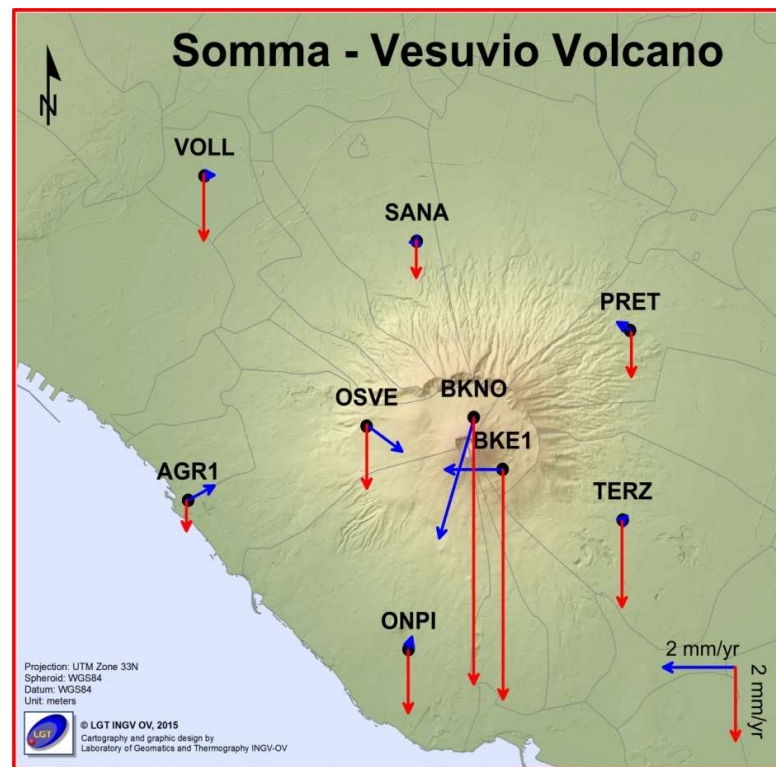 Somma - Vesuvio Volcano
N
VOLL
SANA
PRET
BKNO
OSVE
BKE1
AGR1
TERZ
ONPI
2 mm/yr
2 mm/yr
Projection: UTM Zone 33N
Spheroid: WGS84
Datum: WGS84
Unit: meters
LGT
© LGT INGV OV, 2015
Cartography and graphic design by
Laboratory of Geomatics and Thermography INGV-OV